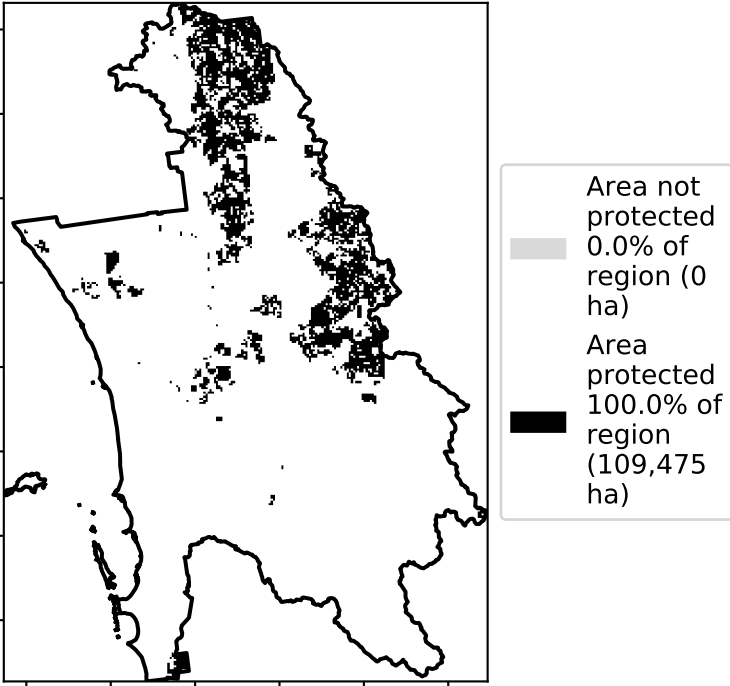 Area not
protected
0.0% of
region (0
ha)
Area
protected
100.0% of
region
(109,475
ha)